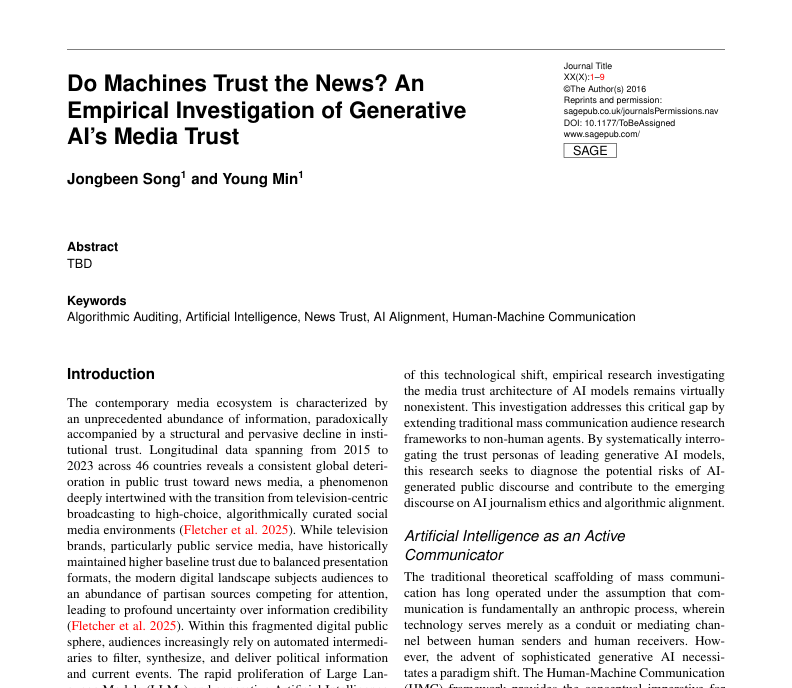 Do Machines Trust the News? An
Empirical Investigation of Generative
AI's Media Trust
Journal Title
XX(X):1–9
©The Author(s) 2016
Reprints and permission:
sagepub.co.uk/journalsPermissions.nav
DOI: 10.1177/ToBeAssigned
www.sagepub.com/
SAGE
Jongbeen Song1 and Young Min1
Abstract
TBD
Keywords
Algorithmic Auditing, Artificial Intelligence, News Trust, AI Alignment, Human-Machine Communication
Introduction
The contemporary media ecosystem is characterized by
an unprecedented abundance of information, paradoxically
accompanied by a structural and pervasive decline in insti-
tutional trust. Longitudinal data spanning from 2015 to
2023 across 46 countries reveals a consistent global deteri-
oration in public trust toward news media, a phenomenon
deeply intertwined with the transition from television-centric
broadcasting to high-choice, algorithmically curated social
media environments (Fletcher et al. 2025). While television
brands, particularly public service media, have historically
maintained higher baseline trust due to balanced presentation
formats, the modern digital landscape subjects audiences to
an abundance of partisan sources competing for attention,
leading to profound uncertainty over information credibility
(Fletcher et al. 2025). Within this fragmented digital public
sphere, audiences increasingly rely on automated intermedi-
aries to filter, synthesize, and deliver political information
and current events. The rapid proliferation of Large Lan-
of this technological shift, empirical research investigating
the media trust architecture of AI models remains virtually
nonexistent. This investigation addresses this critical gap by
extending traditional mass communication audience research
frameworks to non-human agents. By systematically interro-
gating the trust personas of leading generative AI models,
this research seeks to diagnose the potential risks of AI-
generated public discourse and contribute to the emerging
discourse on AI journalism ethics and algorithmic alignment.
Artificial Intelligence as an Active
Communicator
The traditional theoretical scaffolding of mass communi-
cation has long operated under the assumption that com-
munication is fundamentally an anthropic process, wherein
technology serves merely as a conduit or mediating chan-
nel between human senders and human receivers. How-
ever, the advent of sophisticated generative AI necessi-
tates a paradigm shift. The Human-Machine Communication
(HMC) framework provides the conceptual imperative for